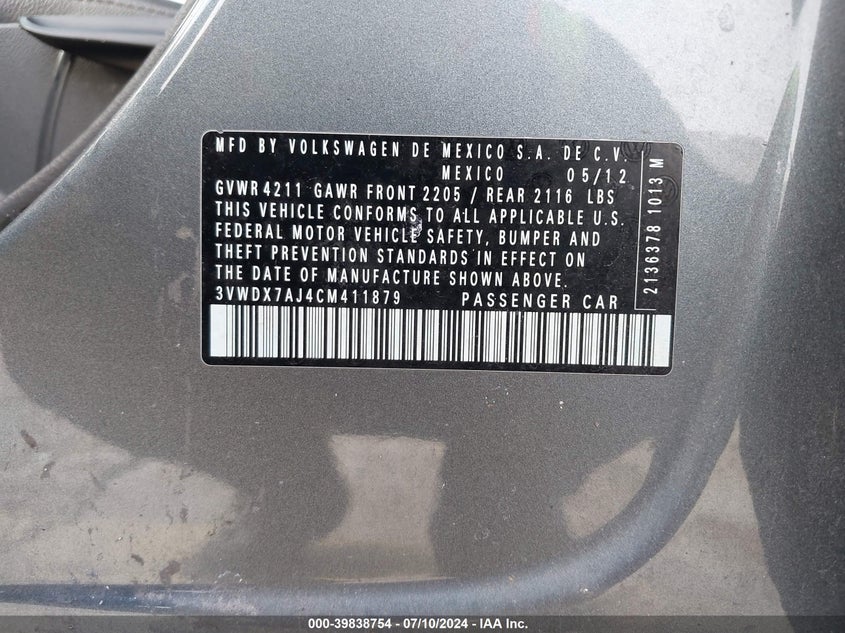 MFD BY VOLKSWAGEN DE MEXICO S.A. DE C.V.
MEXICO 05/12
GVWR 4211 GAWR FRONT 2205 / REAR 2116 LBS
THIS VEHICLE CONFORMS TO ALL APPLICABLE U.S.
FEDERAL MOTOR VEHICLE SAFETY, BUMPER AND
THEFT PREVENTION STANDARDS IN EFFECT ON
THE DATE OF MANUFACTURE SHOWN ABOVE.
3VWDX7AJ4CM411879 PASSENGER CAR
2136378 1013 M
000-39838754 - 07/10/2024 - IAA Inc.